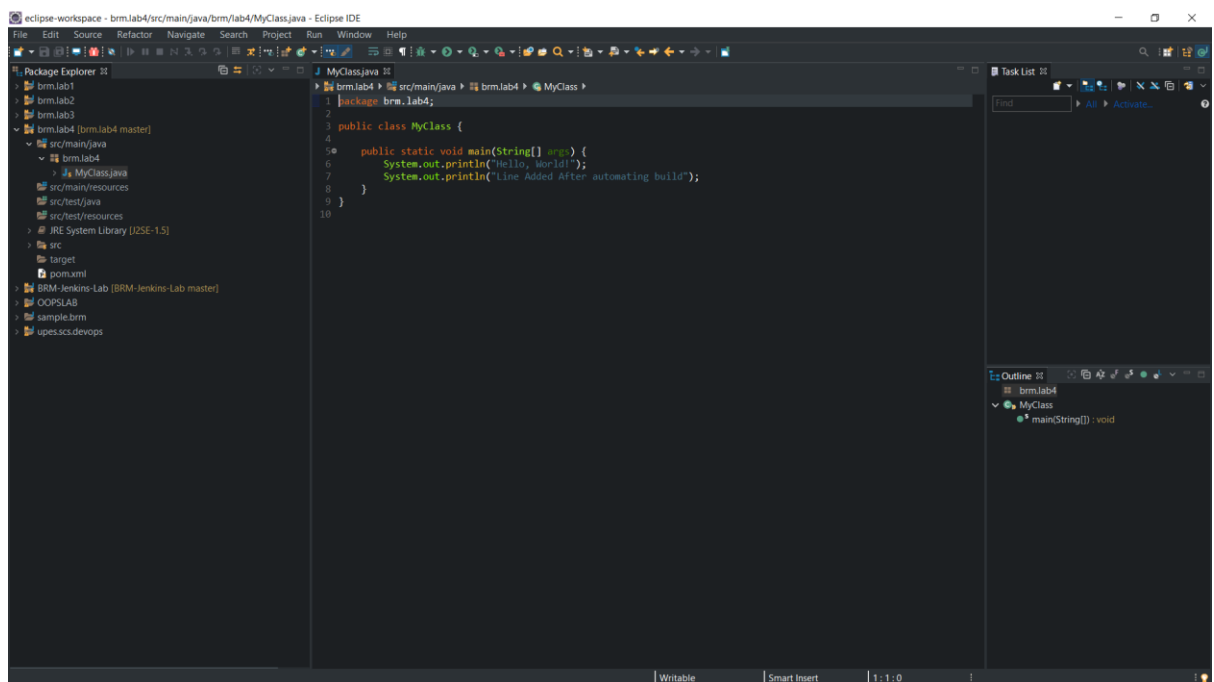 eclipse-workspace - brm.lab4/src/main/java/brm/lab4/MyClass.java - Eclipse IDE
File Edit Source Refactor Navigate Search Project Run Window Help
Package Explorer
brm.lab1
brm.lab2
brm.lab3
brm.lab4 [brm.lab4 master]
src/main/java
brm.lab4
MyClass.java
src/main/resources
src/test/java
src/test/resources
JRE System Library [J2SE-1.5]
src
target
pom.xml
BRM-Jenkins-Lab [BRM-Jenkins-Lab master]
OOPSLAB
sample.brm
upes.scs.devops
MyClass.java
brm.lab4 src/main/java brm.lab4 MyClass
1 package brm.lab4;
2
3 public class MyClass {
4
5 public static void main(String[] args) {
6 System.out.println("Hello, World!");
7 System.out.println("Line Added After automating build");
8 }
9 }
10
Task List
Find All Activate...
Outline
brm.lab4
MyClass
main(String[]) : void
Writable Smart Insert 1 : 1 : 0